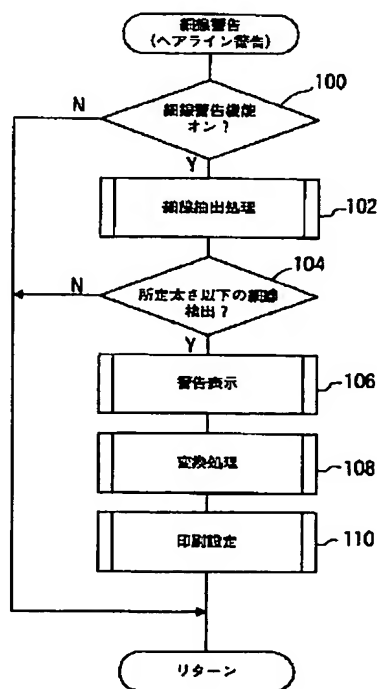 細線警告
(ヘアライン警告)
100
N
細線警告機能
オン?
Y
細線抽出処理
102
104
N
所定太さ以下の細線
検出?
Y
警告表示
106
変換処理
108
印刷設定
110
リターン